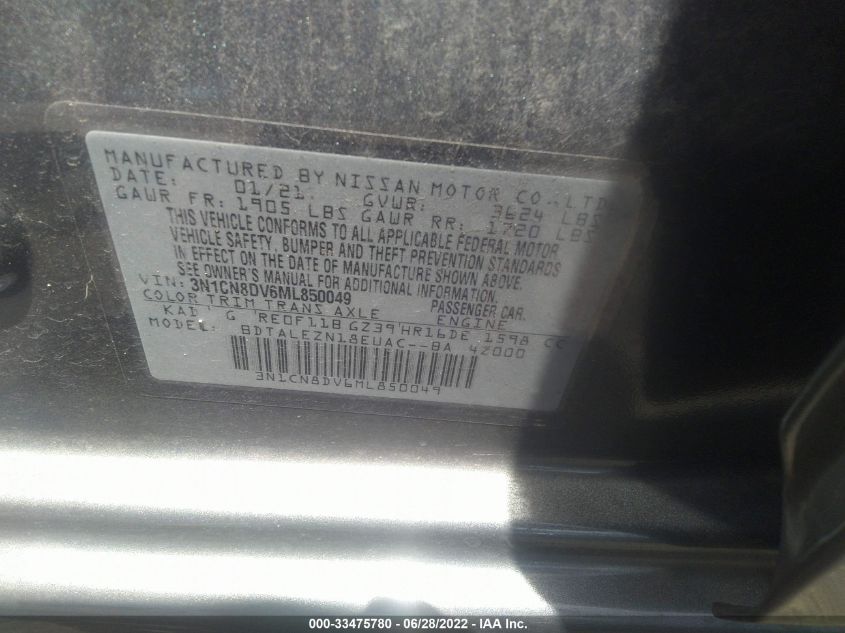 MANUFACTURED BY NISSAN MOTOR CO.,LTD.
DATE: 01/21 GVWR: 3624 LBS
GAWR FR: 1905 LBS GAWR RR: 1720 LBS
THIS VEHICLE CONFORMS TO ALL APPLICABLE FEDERAL MOTOR
VEHICLE SAFETY, BUMPER AND THEFT PREVENTION STANDARDS
IN EFFECT ON THE DATE OF MANUFACTURE SHOWN ABOVE.
SEE OWNER'S MANUAL FOR ADDITIONAL INFORMATION.
VIN: 3N1CN8DV6ML850049 PASSENGER CAR.
COLOR TRIM TRANS AXLE ENGINE
KAD G RE0F11B GZ39 HR16DE 1598 CC
MODEL: BDTALEZN18EUAC--BA 42000
3N1CN8DV6ML850049
000-33475780 - 06/28/2022 - IAA Inc.